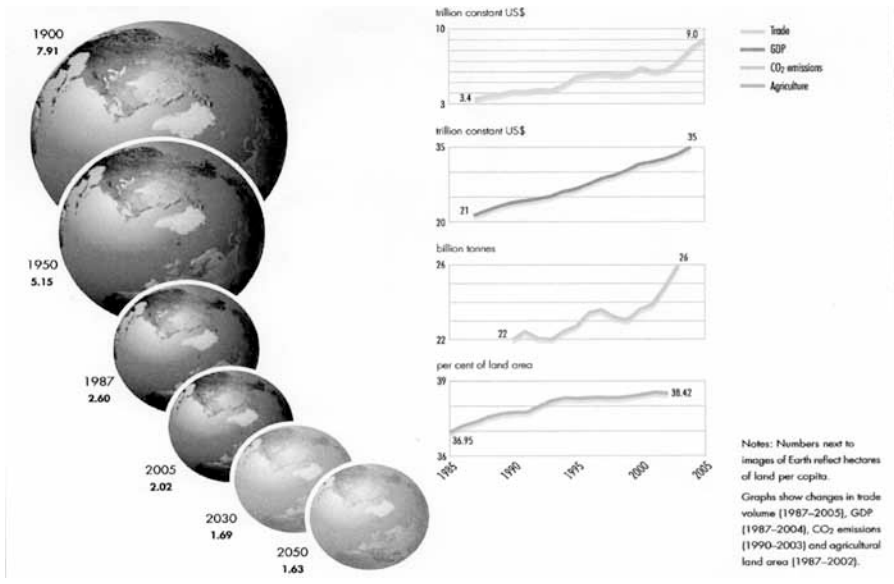 1900
7.91
1950
5.15
1987
2.60
2005
2.02
2030
1.69
2050
1.63
trillion constant US$
10
9.0
3.4
3
trillion constant US$
35
35
21
20
billion tonnes
26
26
22
22
per cent of land area
39
38.42
36.95
36
1985
1990
1995
2000
2005
Trade
GDP
CO2 emissions
Agriculture
Notes: Numbers next to
images of Earth reflect hectares
of land per capita.
Graphs show changes in trade
volume (1987–2005), GDP
(1987–2004), CO2 emissions
(1990–2003) and agricultural
land area (1987–2002).